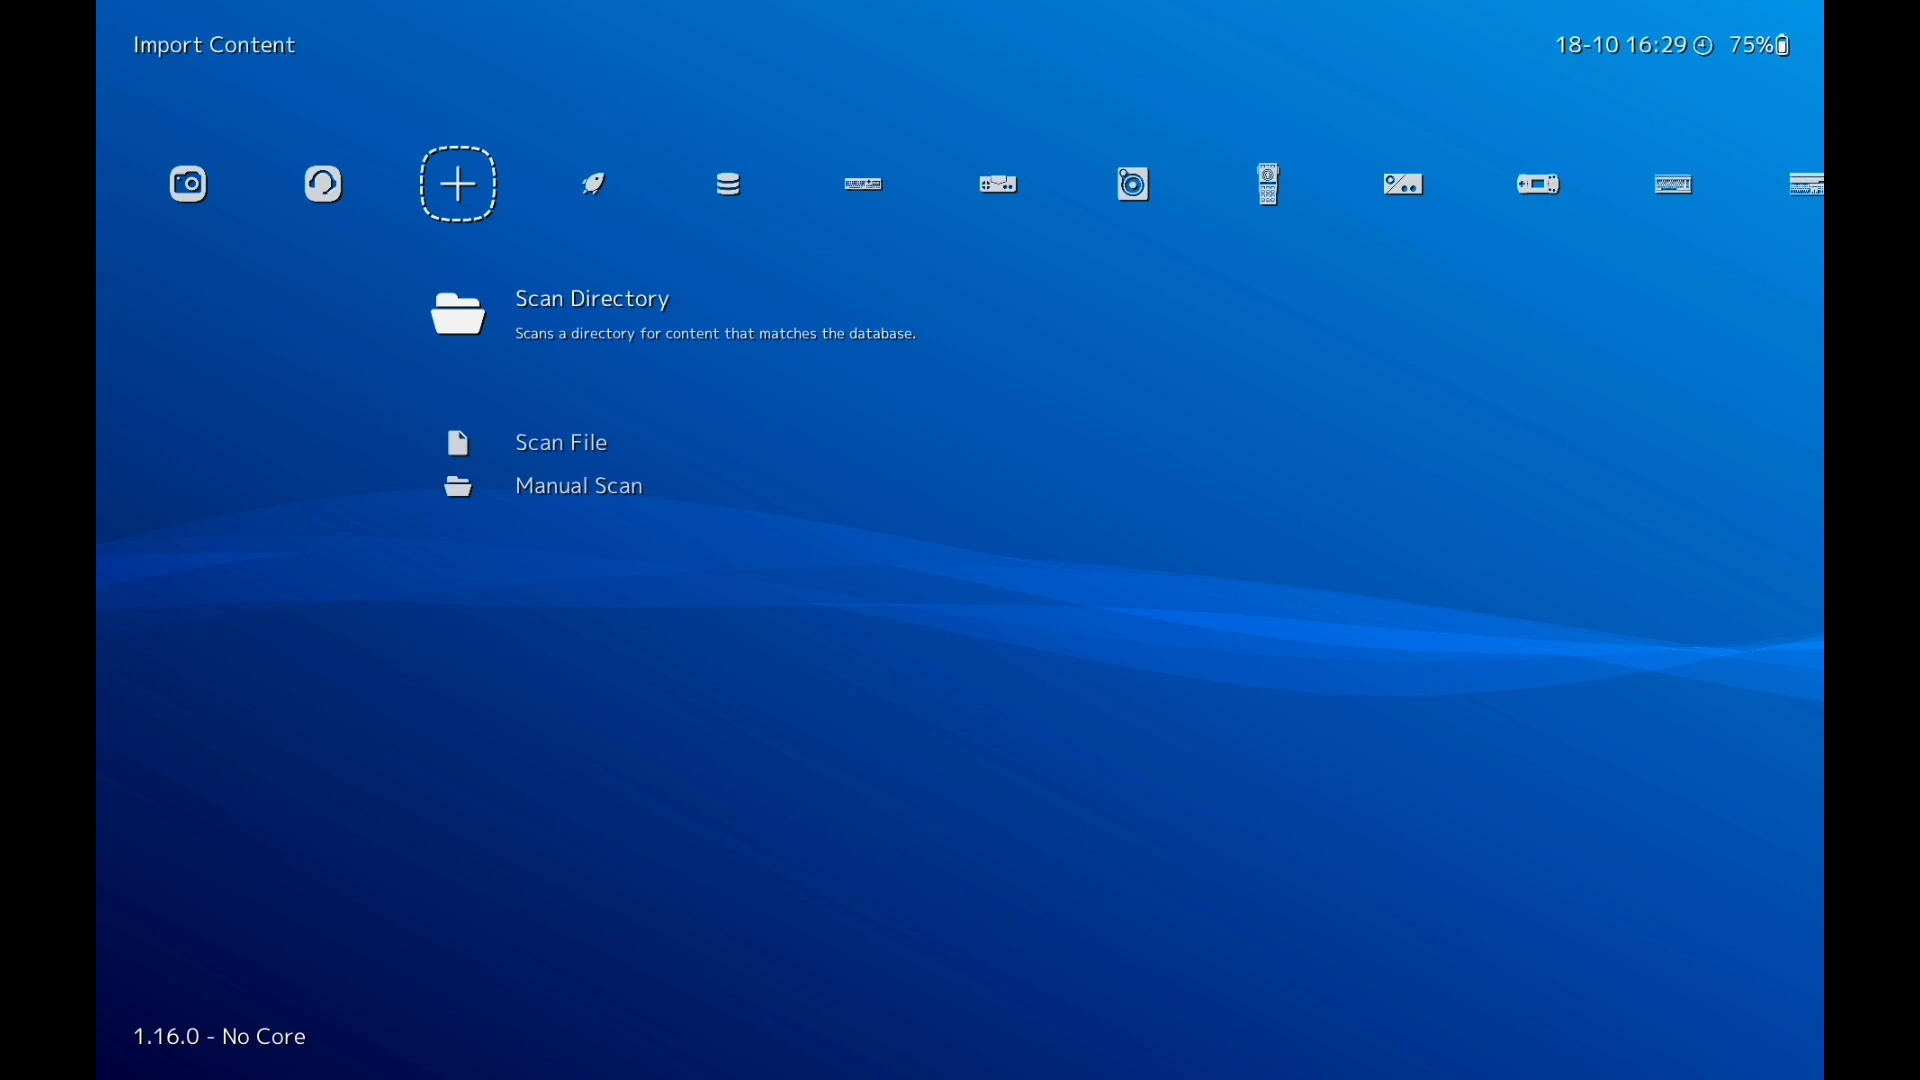 Import Content
18-10 16:29 75%
Scan Directory
Scans a directory for content that matches the database.
Scan File
Manual Scan
1.16.0 - No Core